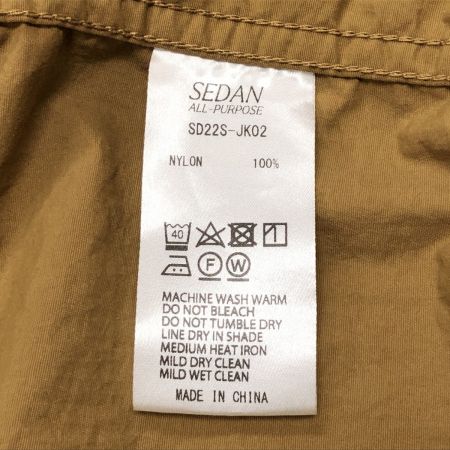 SEDAN
ALL-PURPOSE
SD22S-JK02
NYLON 100%
40
F W
MACHINE WASH WARM
DO NOT BLEACH
DO NOT TUMBLE DRY
LINE DRY IN SHADE
MEDIUM HEAT IRON
MILD DRY CLEAN
MILD WET CLEAN
MADE IN CHINA